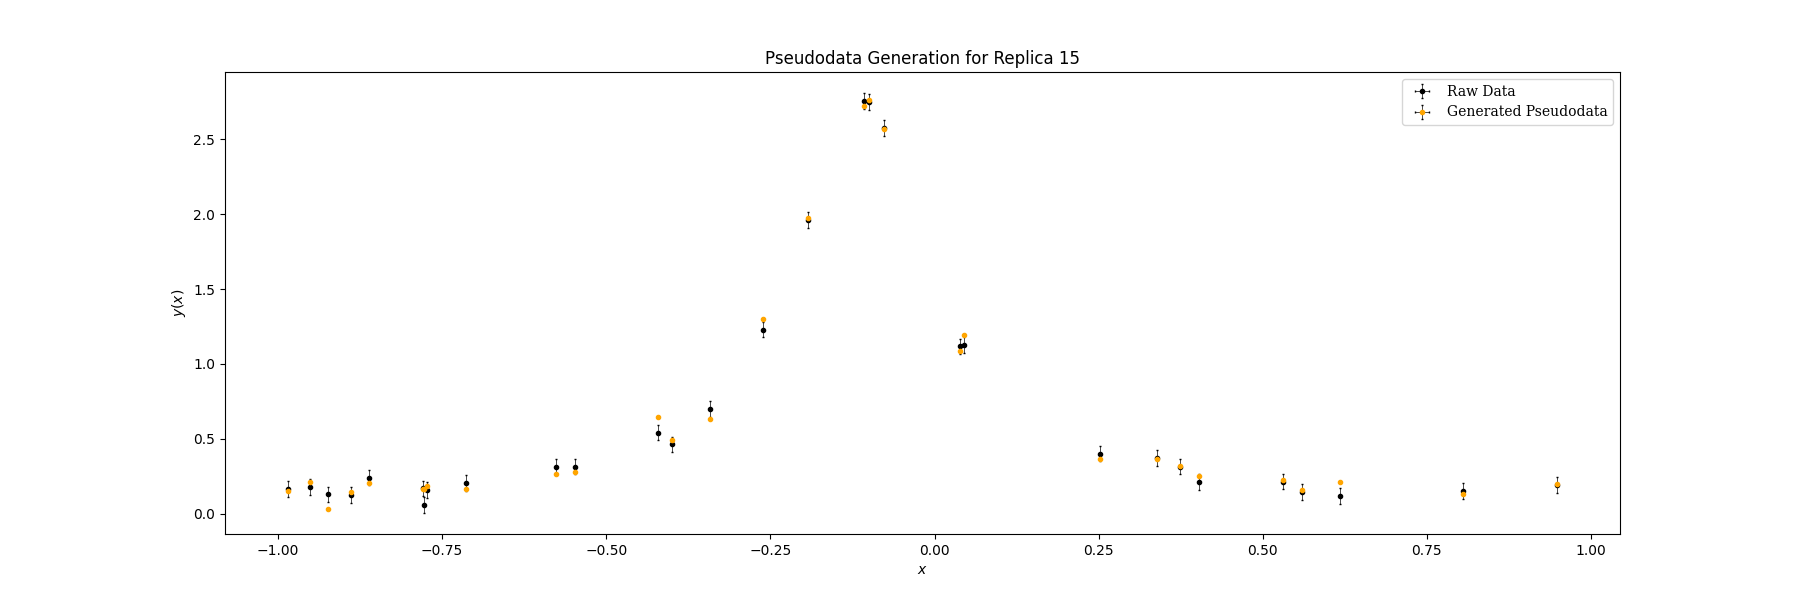 Pseudodata Generation for Replica 15
Raw Data
Generated Pseudodata
y(x)
2.5
2.0
1.5
1.0
0.5
0.0
−1.00 −0.75 −0.50 −0.25 0.00 0.25 0.50 0.75 1.00
x